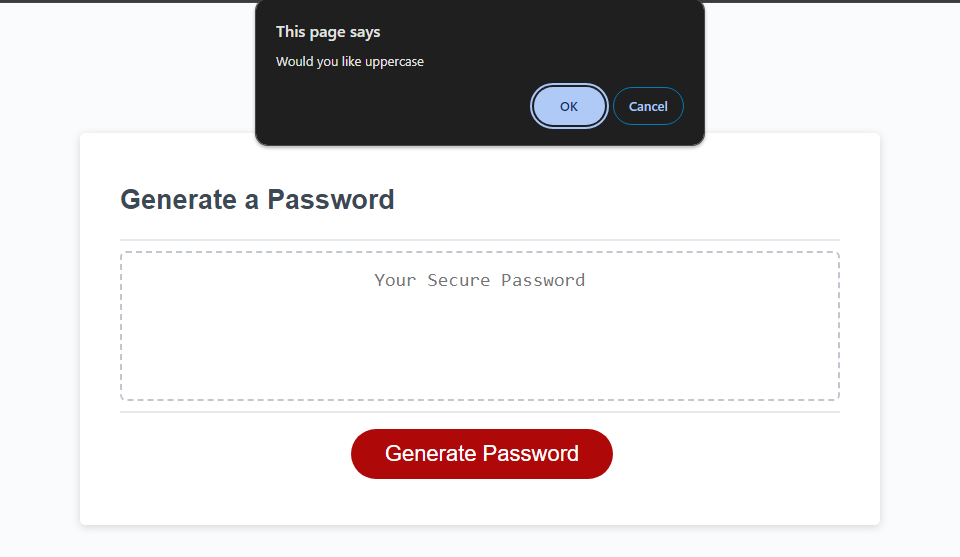 This page says
Would you like uppercase
OK
Cancel
Generate a Password
Your Secure Password
Generate Password